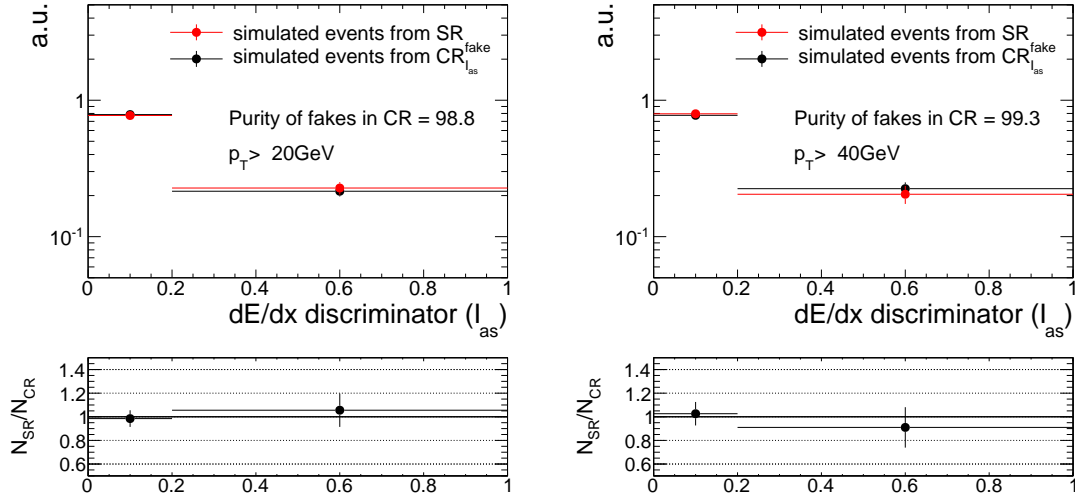 a.u.
simulated events from SR
simulated events from CR^fake_I_as
1
Purity of fakes in CR = 98.8
p_T> 20GeV
10^-1
0 0.2 0.4 0.6 0.8 1
dE/dx discriminator (I_as)
N_SR/N_CR
1.4
1.2
1
0.8
0.6
0 0.2 0.4 0.6 0.8 1
a.u.
simulated events from SR
simulated events from CR^fake_I_as
1
Purity of fakes in CR = 99.3
p_T> 40GeV
10^-1
0 0.2 0.4 0.6 0.8 1
dE/dx discriminator (I_as)
N_SR/N_CR
1.4
1.2
1
0.8
0.6
0 0.2 0.4 0.6 0.8 1